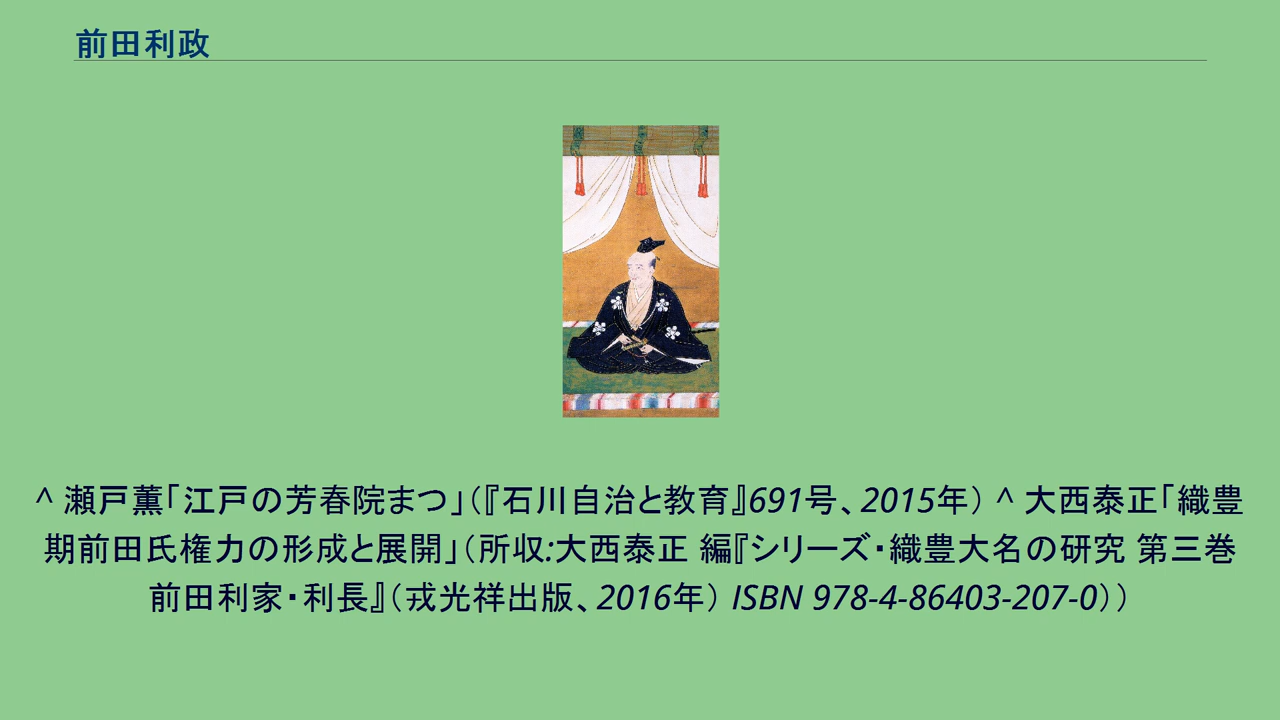 前田利政
^ 瀬戸薫「江戸の芳春院まつ」（『石川自治と教育』691号、2015年） ^ 大西泰正「織豊
期前田氏権力の形成と展開」（所収:大西泰正 編『シリーズ・織豊大名の研究 第三巻
前田利家・利長』（戎光祥出版、2016年） ISBN 978-4-86403-207-0））